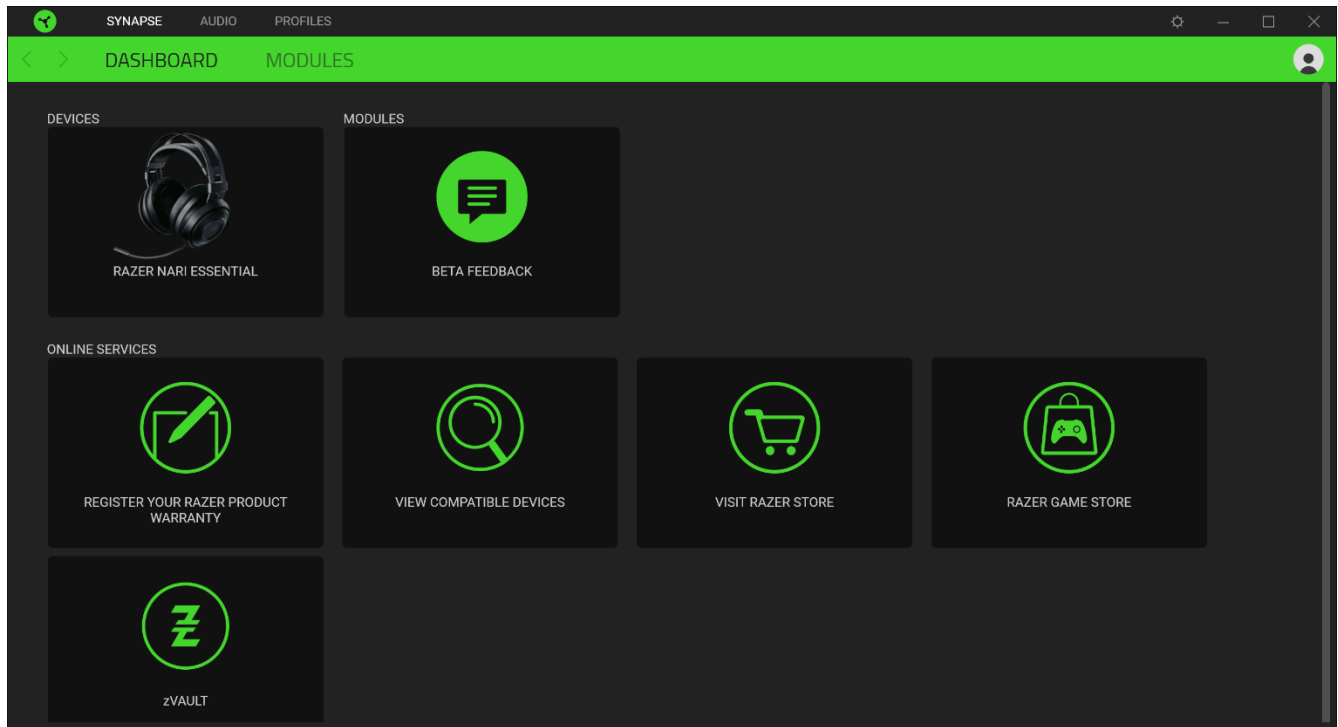 SYNAPSE AUDIO PROFILES
DASHBOARD MODULES
DEVICES
RAZER NARI ESSENTIAL
MODULES
BETA FEEDBACK
ONLINE SERVICES
REGISTER YOUR RAZER PRODUCT
WARRANTY
VIEW COMPATIBLE DEVICES
VISIT RAZER STORE
RAZER GAME STORE
zVAULT